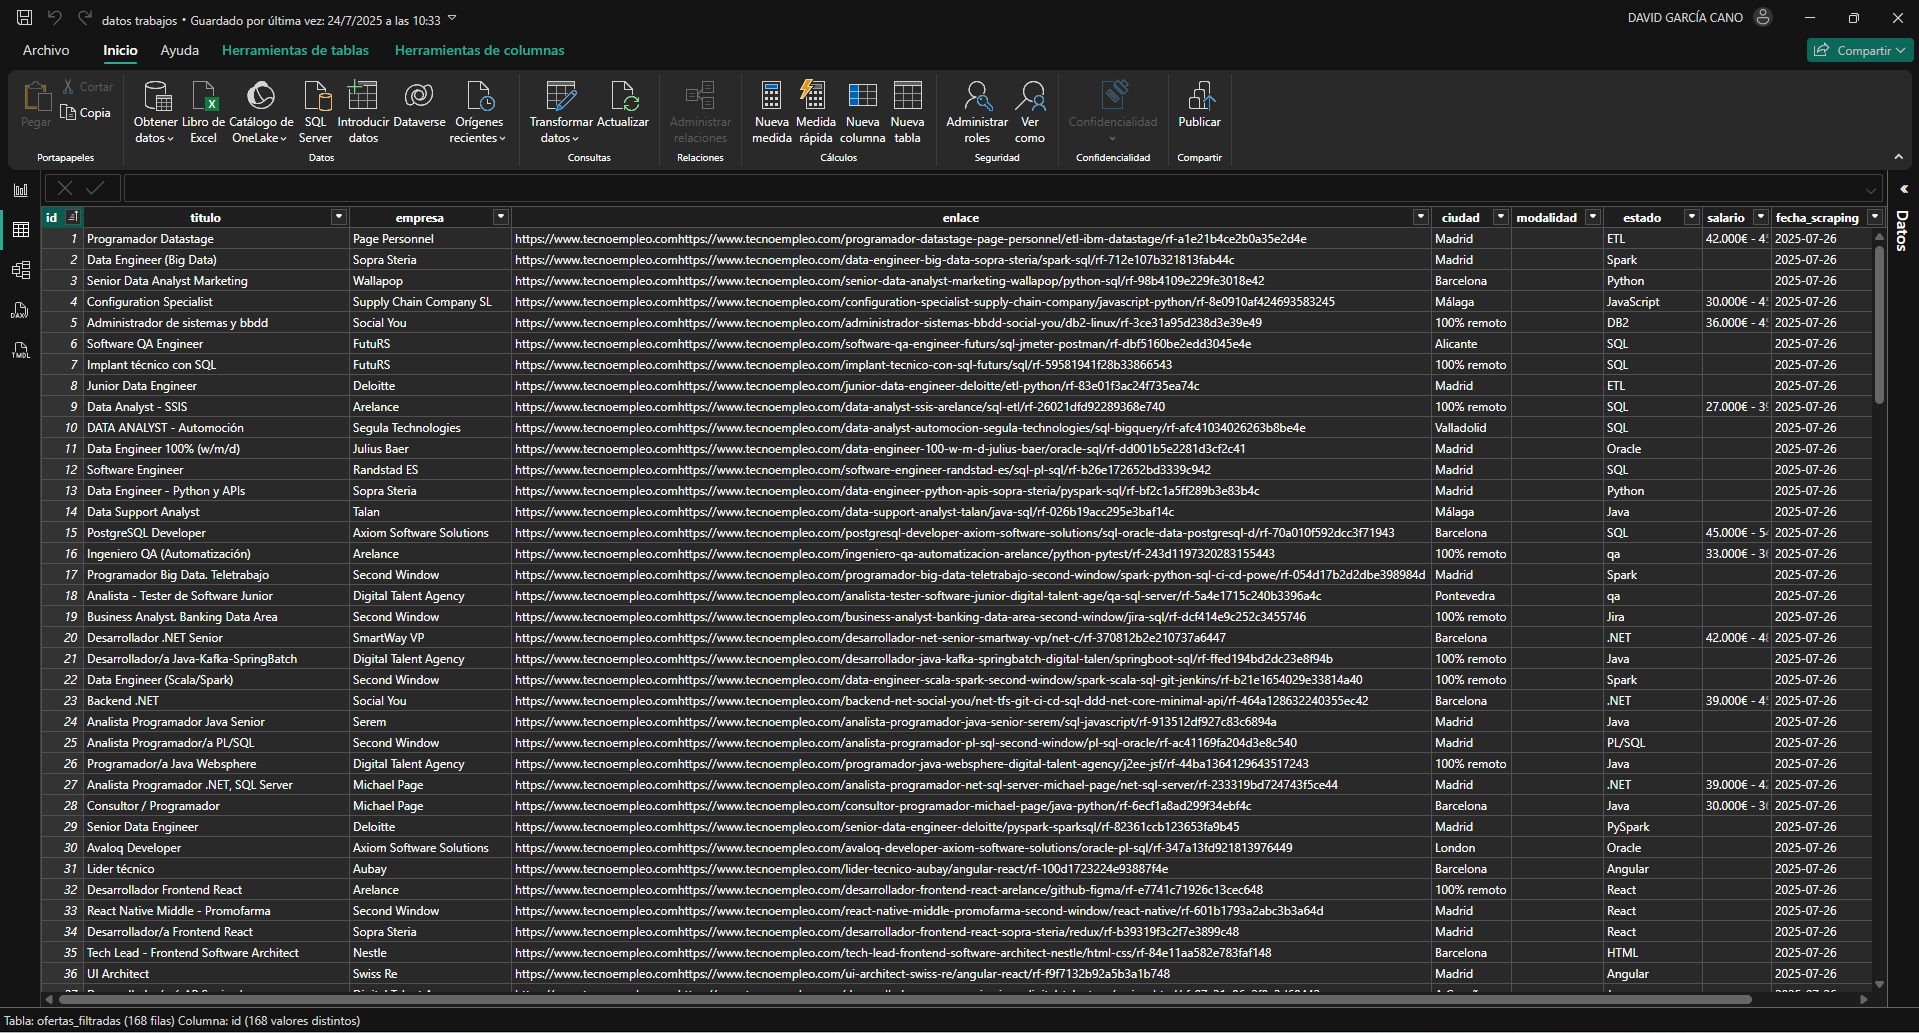 datos trabajos • Guardado por última vez: 24/7/2025 a las 10:33
DAVID GARCÍA CANO
Archivo Inicio Ayuda Herramientas de tablas Herramientas de columnas
Compartir
Pegar
Cortar
Copia
Portapapeles
Obtener datos
Libro de Excel
Catálogo de OneLake
SQL Server
Introducir datos
Dataverse
Orígenes recientes
Datos
Transformar datos
Actualizar
Consultas
Administrar relaciones
Relaciones
Nueva medida
Medida rápida
Nueva columna
Nueva tabla
Cálculos
Administrar roles
Ver como
Seguridad
Confidencialidad
Confidencialidad
Publicar
Compartir
DAX
TMDL
Datos
id titulo empresa enlace ciudad modalidad estado salario fecha_scraping
1 Programador Datastage Page Personnel https://www.tecnoempleo.comhttps://www.tecnoempleo.com/programador-datastage-page-personnel/etl-ibm-datastage/rf-a1e21b4ce2b0a35e2d4e Madrid ETL 42.000€ - 4 2025-07-26
2 Data Engineer (Big Data) Sopra Steria https://www.tecnoempleo.comhttps://www.tecnoempleo.com/data-engineer-big-data-sopra-steria/spark-sql/rf-712e107b321813fab44c Madrid Spark 2025-07-26
3 Senior Data Analyst Marketing Wallapop https://www.tecnoempleo.comhttps://www.tecnoempleo.com/senior-data-analyst-marketing-wallapop/python-sql/rf-98b4109e229fe3018e42 Barcelona Python 2025-07-26
4 Configuration Specialist Supply Chain Company SL https://www.tecnoempleo.comhttps://www.tecnoempleo.com/configuration-specialist-supply-chain-company/javascript-python/rf-8e0910af424693583245 Málaga JavaScript 30.000€ - 4 2025-07-26
5 Administrador de sistemas y bbdd Social You https://www.tecnoempleo.comhttps://www.tecnoempleo.com/administrador-sistemas-bbdd-social-you/db2-linux/rf-3ce31a95d238d3e39e49 100% remoto DB2 36.000€ - 4 2025-07-26
6 Software QA Engineer FutuRS https://www.tecnoempleo.comhttps://www.tecnoempleo.com/software-qa-engineer-futurs/sql-jmeter-postman/rf-dbf5160be2edd3045e4e Alicante SQL 2025-07-26
7 Implant técnico con SQL FutuRS https://www.tecnoempleo.comhttps://www.tecnoempleo.com/implant-tecnico-con-sql-futurs/sql/rf-59581941f28b33866543 100% remoto SQL 2025-07-26
8 Junior Data Engineer Deloitte https://www.tecnoempleo.comhttps://www.tecnoempleo.com/junior-data-engineer-deloitte/etl-python/rf-83e01f3ac24f735ea74c Madrid ETL 2025-07-26
9 Data Analyst - SSIS Arelance https://www.tecnoempleo.comhttps://www.tecnoempleo.com/data-analyst-ssis-arelance/sql-etl/rf-26021dfd92289368e740 100% remoto SQL 27.000€ - 3 2025-07-26
10 DATA ANALYST - Automoción Segula Technologies https://www.tecnoempleo.comhttps://www.tecnoempleo.com/data-analyst-automocion-segula-technologies/sql-bigquery/rf-afc41034026263b8be4e Valladolid SQL 2025-07-26
11 Data Engineer 100% (w/m/d) Julius Baer https://www.tecnoempleo.comhttps://www.tecnoempleo.com/data-engineer-100-w-m-d-julius-baer/oracle-sql/rf-dd001b5e2281d3cf2c41 Madrid Oracle 2025-07-26
12 Software Engineer Randstad ES https://www.tecnoempleo.comhttps://www.tecnoempleo.com/software-engineer-randstad-es/sql-pl-sql/rf-b26e172652bd3339c942 Madrid SQL 2025-07-26
13 Data Engineer - Python y APIs Sopra Steria https://www.tecnoempleo.comhttps://www.tecnoempleo.com/data-engineer-python-apis-sopra-steria/pyspark-sql/rf-bf2c1a5ff289b3e83b4c Madrid Python 2025-07-26
14 Data Support Analyst Talan https://www.tecnoempleo.comhttps://www.tecnoempleo.com/data-support-analyst-talan/java-sql/rf-026b19acc295e3baf14c Málaga Java 2025-07-26
15 PostgreSQL Developer Axiom Software Solutions https://www.tecnoempleo.comhttps://www.tecnoempleo.com/postgresql-developer-axiom-software-solutions/sql-oracle-data-postgresql-d/rf-70a010f592dcc3f71943 Barcelona SQL 45.000€ - 5 2025-07-26
16 Ingeniero QA (Automatización) Arelance https://www.tecnoempleo.comhttps://www.tecnoempleo.com/ingeniero-qa-automatizacion-arelance/python-pytest/rf-243d1197320283155443 100% remoto qa 33.000€ - 3 2025-07-26
17 Programador Big Data. Teletrabajo Second Window https://www.tecnoempleo.comhttps://www.tecnoempleo.com/programador-big-data-teletrabajo-second-window/spark-python-sql-ci-cd-powe/rf-054d17b2d2dbe398984d Madrid Spark 2025-07-26
18 Analista - Tester de Software Junior Digital Talent Agency https://www.tecnoempleo.comhttps://www.tecnoempleo.com/analista-tester-software-junior-digital-talent-age/qa-sql-server/rf-5a4e1715c240b3396a4c Pontevedra qa 2025-07-26
19 Business Analyst. Banking Data Area Second Window https://www.tecnoempleo.comhttps://www.tecnoempleo.com/business-analyst-banking-data-area-second-window/jira-sql/rf-dcf414e9c252c3455746 100% remoto Jira 2025-07-26
20 Desarrollador .NET Senior SmartWay VP https://www.tecnoempleo.comhttps://www.tecnoempleo.com/desarrollador-net-senior-smartway-vp/net-c/rf-370812b2e210737a6447 Barcelona .NET 42.000€ - 4 2025-07-26
21 Desarrollador/a Java-Kafka-SpringBatch Digital Talent Agency https://www.tecnoempleo.comhttps://www.tecnoempleo.com/desarrollador-java-kafka-springbatch-digital-talen/springboot-sql/rf-ffed194bd2dc23e8f94b 100% remoto Java 2025-07-26
22 Data Engineer (Scala/Spark) Second Window https://www.tecnoempleo.comhttps://www.tecnoempleo.com/data-engineer-scala-spark-second-window/spark-scala-sql-git-jenkins/rf-b21e1654029e33814a40 100% remoto Spark 2025-07-26
23 Backend .NET Social You https://www.tecnoempleo.comhttps://www.tecnoempleo.com/backend-net-social-you/net-tfs-git-ci-cd-sql-ddd-net-core-minimal-api/rf-464a128632240355ec42 Barcelona .NET 39.000€ - 4 2025-07-26
24 Analista Programador Java Senior Serem https://www.tecnoempleo.comhttps://www.tecnoempleo.com/analista-programador-java-senior-serem/sql-javascript/rf-913512df927c83c6894a Madrid Java 2025-07-26
25 Analista Programador/a PL/SQL Second Window https://www.tecnoempleo.comhttps://www.tecnoempleo.com/analista-programador-pl-sql-second-window/pl-sql-oracle/rf-ac41169fa204d3e8c540 Madrid PL/SQL 2025-07-26
26 Programador/a Java Websphere Digital Talent Agency https://www.tecnoempleo.comhttps://www.tecnoempleo.com/programador-java-websphere-digital-talent-agency/j2ee-jsf/rf-44ba1364129643517243 100% remoto Java 2025-07-26
27 Analista Programador .NET, SQL Server Michael Page https://www.tecnoempleo.comhttps://www.tecnoempleo.com/analista-programador-net-sql-server-michael-page/net-sql-server/rf-233319bd724743f5ce44 Madrid .NET 39.000€ - 4 2025-07-26
28 Consultor / Programador Michael Page https://www.tecnoempleo.comhttps://www.tecnoempleo.com/consultor-programador-michael-page/java-python/rf-6ecf1a8ad299f34ebf4c Barcelona Java 30.000€ - 3 2025-07-26
29 Senior Data Engineer Deloitte https://www.tecnoempleo.comhttps://www.tecnoempleo.com/senior-data-engineer-deloitte/pyspark-sparksql/rf-82361ccb123653fa9b45 Madrid PySpark 2025-07-26
30 Avaloq Developer Axiom Software Solutions https://www.tecnoempleo.comhttps://www.tecnoempleo.com/avaloq-developer-axiom-software-solutions/oracle-pl-sql/rf-347a13fd921813976449 London Oracle 2025-07-26
31 Lider técnico Aubay https://www.tecnoempleo.comhttps://www.tecnoempleo.com/lider-tecnico-aubay/angular-react/rf-100d1723224e93887f4e Barcelona Angular 2025-07-26
32 Desarrollador Frontend React Arelance https://www.tecnoempleo.comhttps://www.tecnoempleo.com/desarrollador-frontend-react-arelance/github-figma/rf-e7741c71926c13cec648 100% remoto React 2025-07-26
33 React Native Middle - Promofarma Second Window https://www.tecnoempleo.comhttps://www.tecnoempleo.com/react-native-middle-promofarma-second-window/react-native/rf-601b1793a2abc3b3a64d Madrid React 2025-07-26
34 Desarrollador/a Frontend React Sopra Steria https://www.tecnoempleo.comhttps://www.tecnoempleo.com/desarrollador-frontend-react-sopra-steria/redux/rf-b39319f3c2f7e3899c48 Madrid React 2025-07-26
35 Tech Lead - Frontend Software Architect Nestle https://www.tecnoempleo.comhttps://www.tecnoempleo.com/tech-lead-frontend-software-architect-nestle/html-css/rf-84e11aa582e783faf148 Barcelona HTML 2025-07-26
36 UI Architect Swiss Re https://www.tecnoempleo.comhttps://www.tecnoempleo.com/ui-architect-swiss-re/angular-react/rf-f9f7132b92a5b3a1b748 Madrid Angular 2025-07-26
Tabla: ofertas_filtradas (168 filas) Columna: id (168 valores distintos)